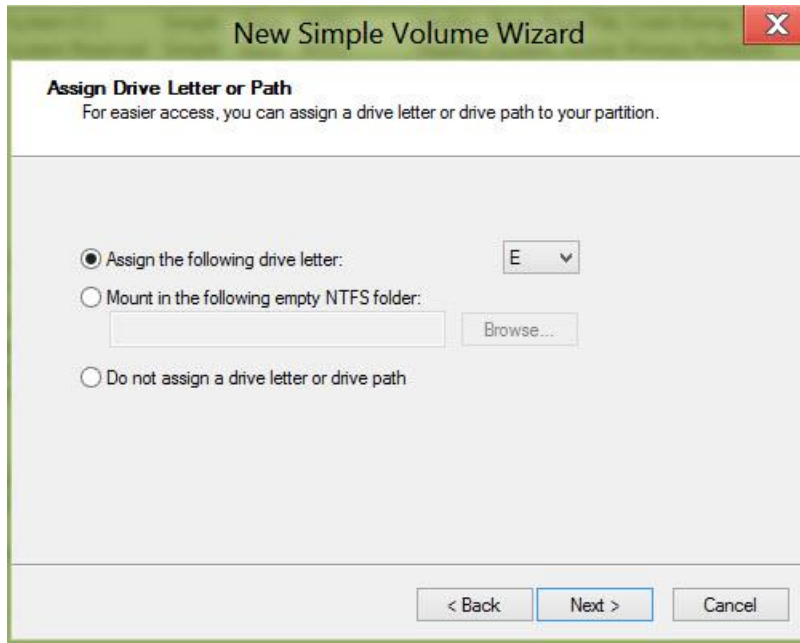 New Simple Volume Wizard
Assign Drive Letter or Path
For easier access, you can assign a drive letter or drive path to your partition.
Assign the following drive letter: E
Mount in the following empty NTFS folder:
Browse...
Do not assign a drive letter or drive path
< Back Next > Cancel